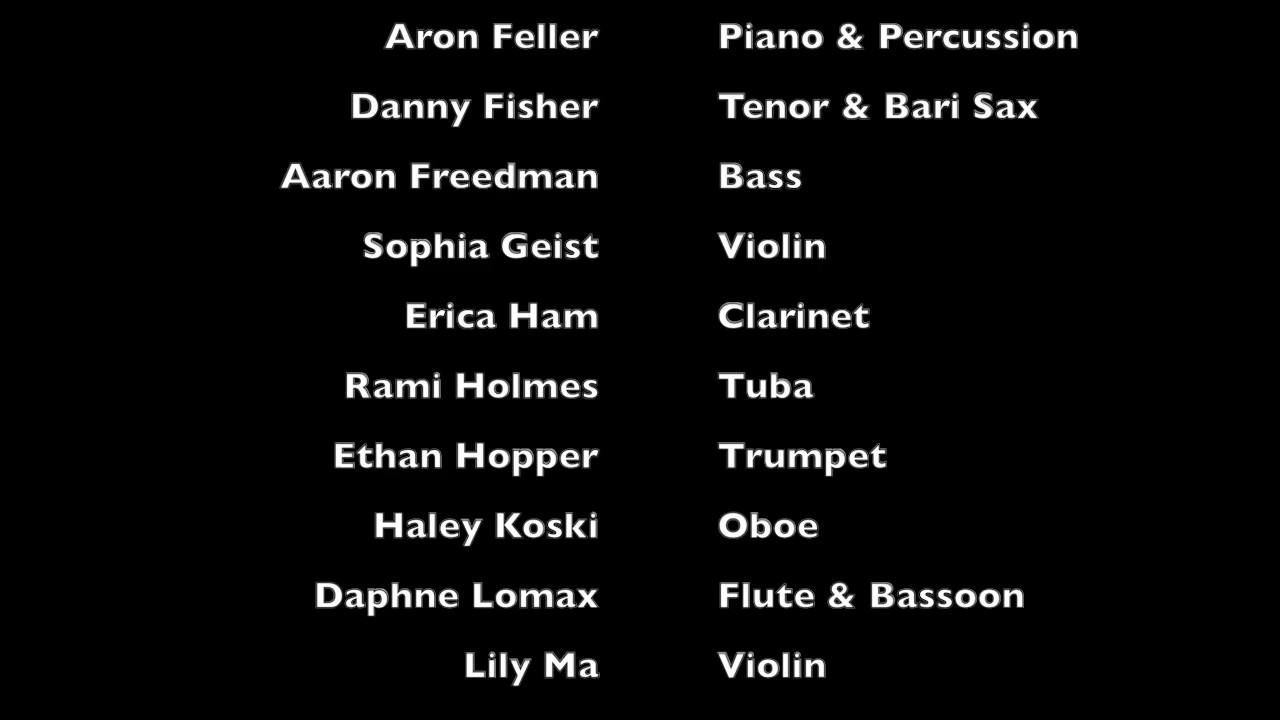 Aron Feller Piano & Percussion
Danny Fisher Tenor & Bari Sax
Aaron Freedman Bass
Sophia Geist Violin
Erica Ham Clarinet
Rami Holmes Tuba
Ethan Hopper Trumpet
Haley Koski Oboe
Daphne Lomax Flute & Bassoon
Lily Ma Violin